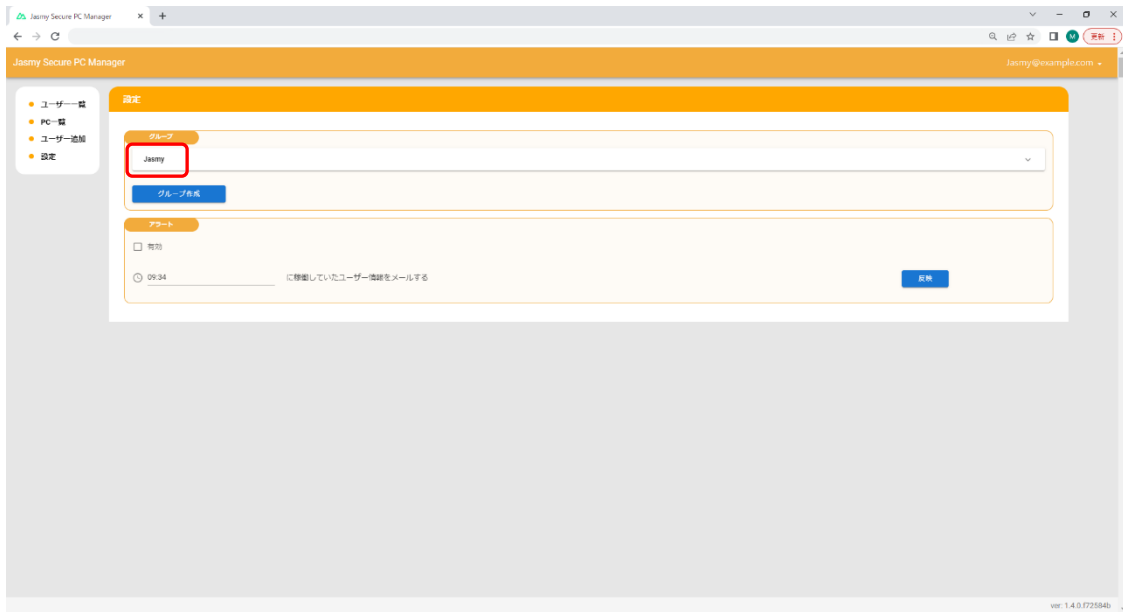 Jasmy Secure PC Manager
M
更新
Jasmy Secure PC Manager
Jasmy@example.com
ユーザー一覧
PC一覧
ユーザー追加
設定
設定
グループ
Jasmy
グループ作成
アラート
有効
09:34 に稼働していたユーザー情報をメールする
反映
ver: 1.4.0.f72584b